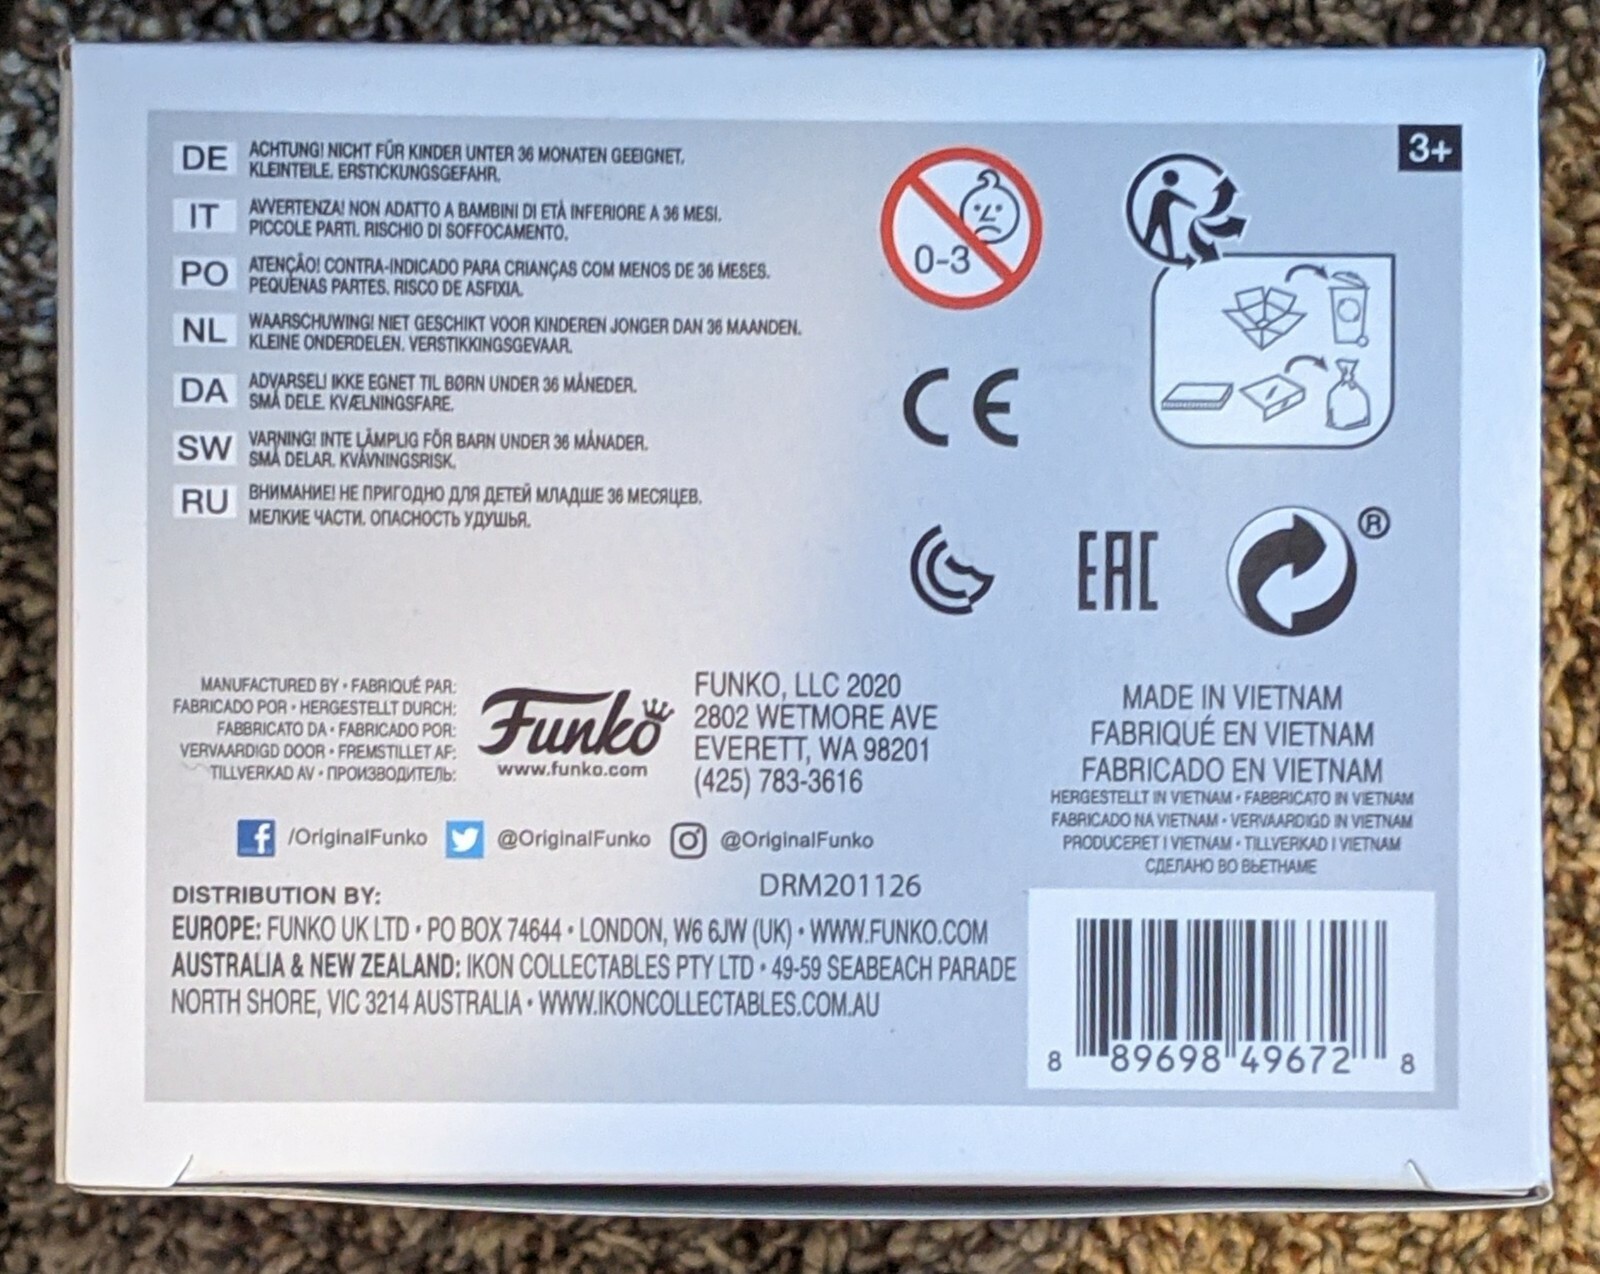 3+
DE
ACHTUNG! NICHT FÜR KINDER UNTER 36 MONATEN GEEIGNET.
KLEINTEILE. ERSTICKUNGSGEFAHR.
IT
AVVERTENZA! NON ADATTO A BAMBINI DI ETÀ INFERIORE A 36 MESI.
PICCOLE PARTI. RISCHIO DI SOFFOCAMENTO.
PO
ATENÇÃO! CONTRA-INDICADO PARA CRIANÇAS COM MENOS DE 36 MESES.
PEQUENAS PARTES. RISCO DE ASFIXIA.
NL
WAARSCHUWING! NIET GESCHIKT VOOR KINDEREN JONGER DAN 36 MAANDEN.
KLEINE ONDERDELEN. VERSTIKKINGSGEVAAR.
DA
ADVARSEL! IKKE EGNET TIL BØRN UNDER 36 MÅNEDER.
SMÅ DELE. KVÆLNINGSFARE.
SW
VARNING! INTE LÄMPLIG FÖR BARN UNDER 36 MÅNADER.
SMÅ DELAR. KVÄVNINGSRISK.
RU
ВНИМАНИЕ! НЕ ПРИГОДНО ДЛЯ ДЕТЕЙ МЛАДШЕ 36 МЕСЯЦЕВ.
МЕЛКИЕ ЧАСТИ. ОПАСНОСТЬ УДУШЬЯ.
0-3
CE
EAC
®
MANUFACTURED BY • FABRIQUÉ PAR:
FABRICADO POR • HERGESTELLT DURCH:
FABBRICATO DA • FABRICADO POR:
VERVAARDIGD DOOR • FREMSTILLET AF:
TILLVERKAD AV • ПРОИЗВОДИТЕЛЬ:
Funko
www.funko.com
FUNKO, LLC 2020
2802 WETMORE AVE
EVERETT, WA 98201
(425) 783-3616
MADE IN VIETNAM
FABRIQUÉ EN VIETNAM
FABRICADO EN VIETNAM
HERGESTELLT IN VIETNAM • FABBRICATO IN VIETNAM
FABRICADO NA VIETNAM • VERVAARDIGD IN VIETNAM
PRODUCERET I VIETNAM • TILLVERKAD I VIETNAM
СДЕЛАНО ВО ВЬЕТНАМЕ
f /OriginalFunko @OriginalFunko @OriginalFunko
DRM201126
DISTRIBUTION BY:
EUROPE: FUNKO UK LTD • PO BOX 74644 • LONDON, W6 6JW (UK) • WWW.FUNKO.COM
AUSTRALIA & NEW ZEALAND: IKON COLLECTABLES PTY LTD • 49-59 SEABEACH PARADE
NORTH SHORE, VIC 3214 AUSTRALIA • WWW.IKONCOLLECTABLES.COM.AU
8 89698 49672 8